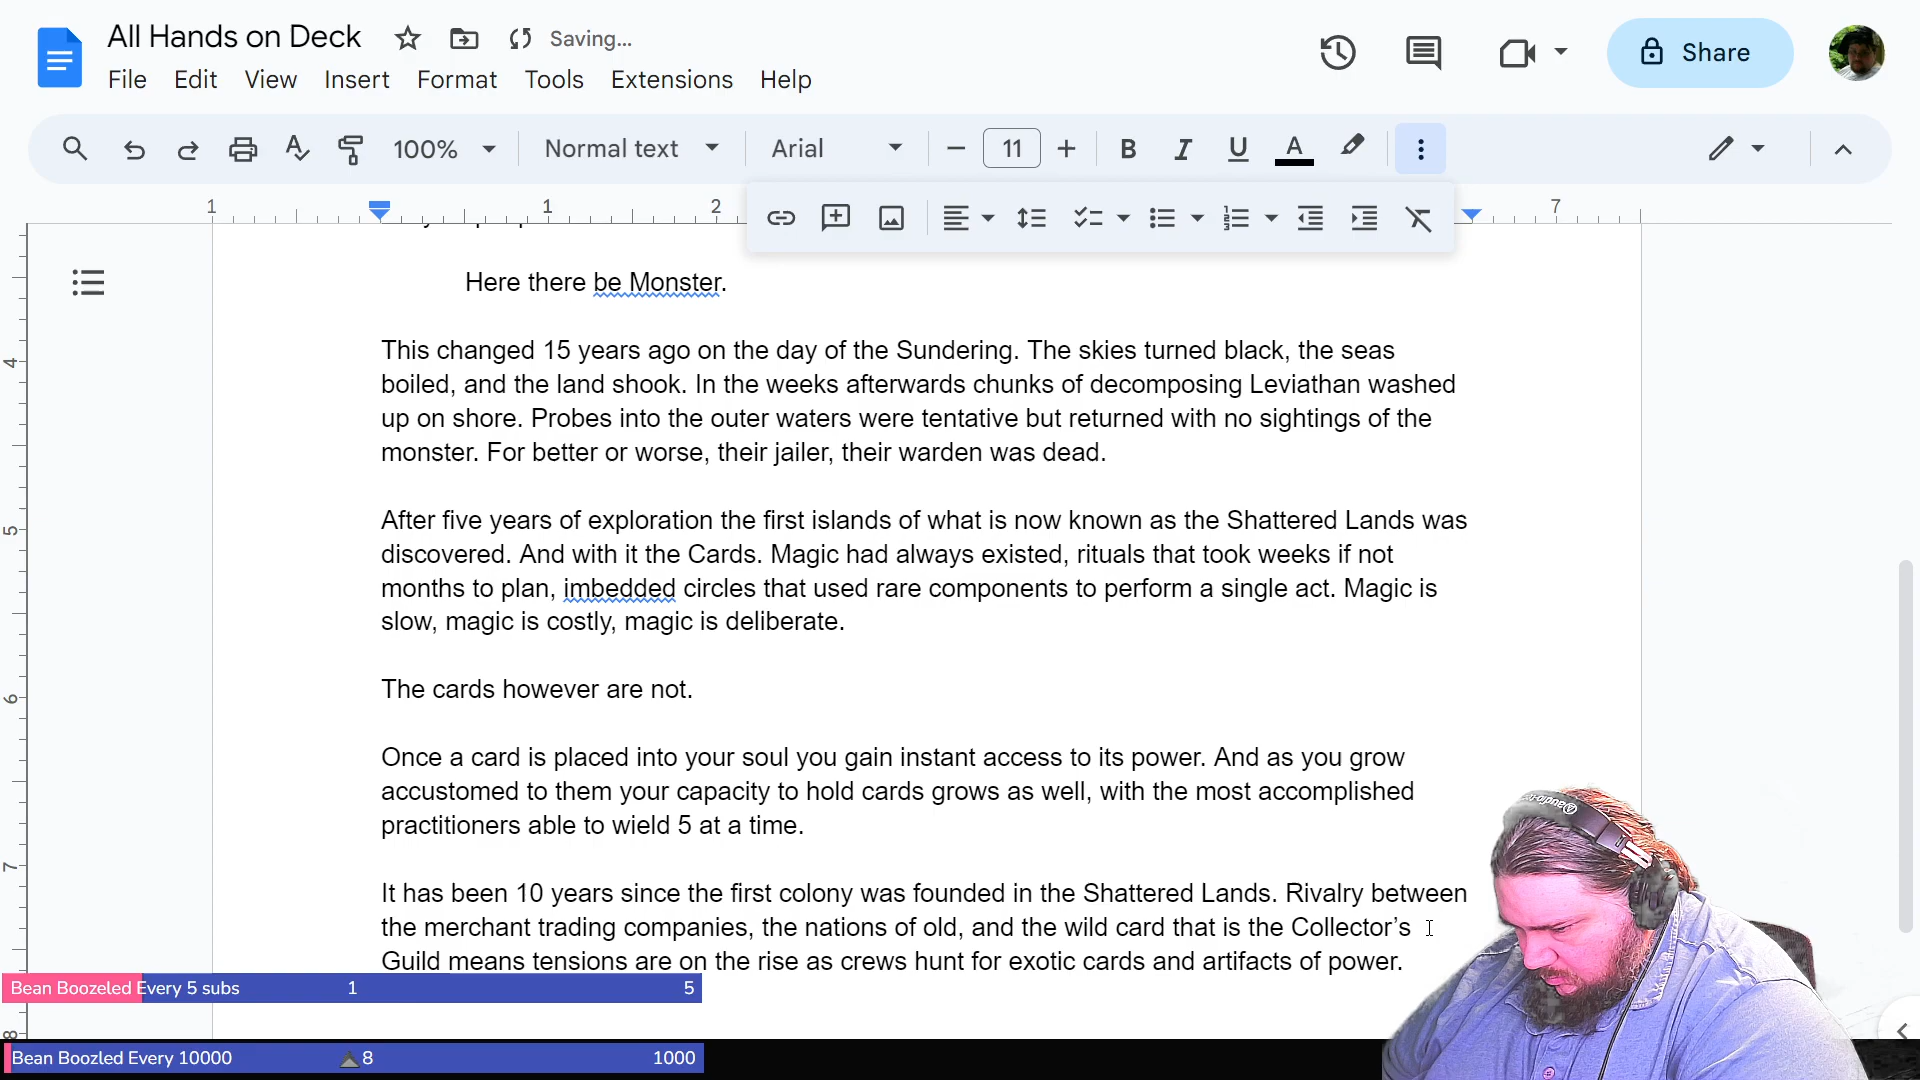 All Hands on Deck
Saving...
File Edit View Insert Format Tools Extensions Help
Share
100% Normal text Arial 11 B I U A
1 1 2 7
Here there be Monster.
This changed 15 years ago on the day of the Sundering. The skies turned black, the seas
boiled, and the land shook. In the weeks afterwards chunks of decomposing Leviathan washed
up on shore. Probes into the outer waters were tentative but returned with no sightings of the
monster. For better or worse, their jailer, their warden was dead.
After five years of exploration the first islands of what is now known as the Shattered Lands was
discovered. And with it the Cards. Magic had always existed, rituals that took weeks if not
months to plan, imbedded circles that used rare components to perform a single act. Magic is
slow, magic is costly, magic is deliberate.
The cards however are not.
Once a card is placed into your soul you gain instant access to its power. And as you grow
accustomed to them your capacity to hold cards grows as well, with the most accomplished
practitioners able to wield 5 at a time.
It has been 10 years since the first colony was founded in the Shattered Lands. Rivalry between
the merchant trading companies, the nations of old, and the wild card that is the Collector’s
Guild means tensions are on the rise as crews hunt for exotic cards and artifacts of power.
4
5
6
7
8
Bean Boozeled Every 5 subs 1 5
Bean Boozled Every 10000 8 1000
audio-technica